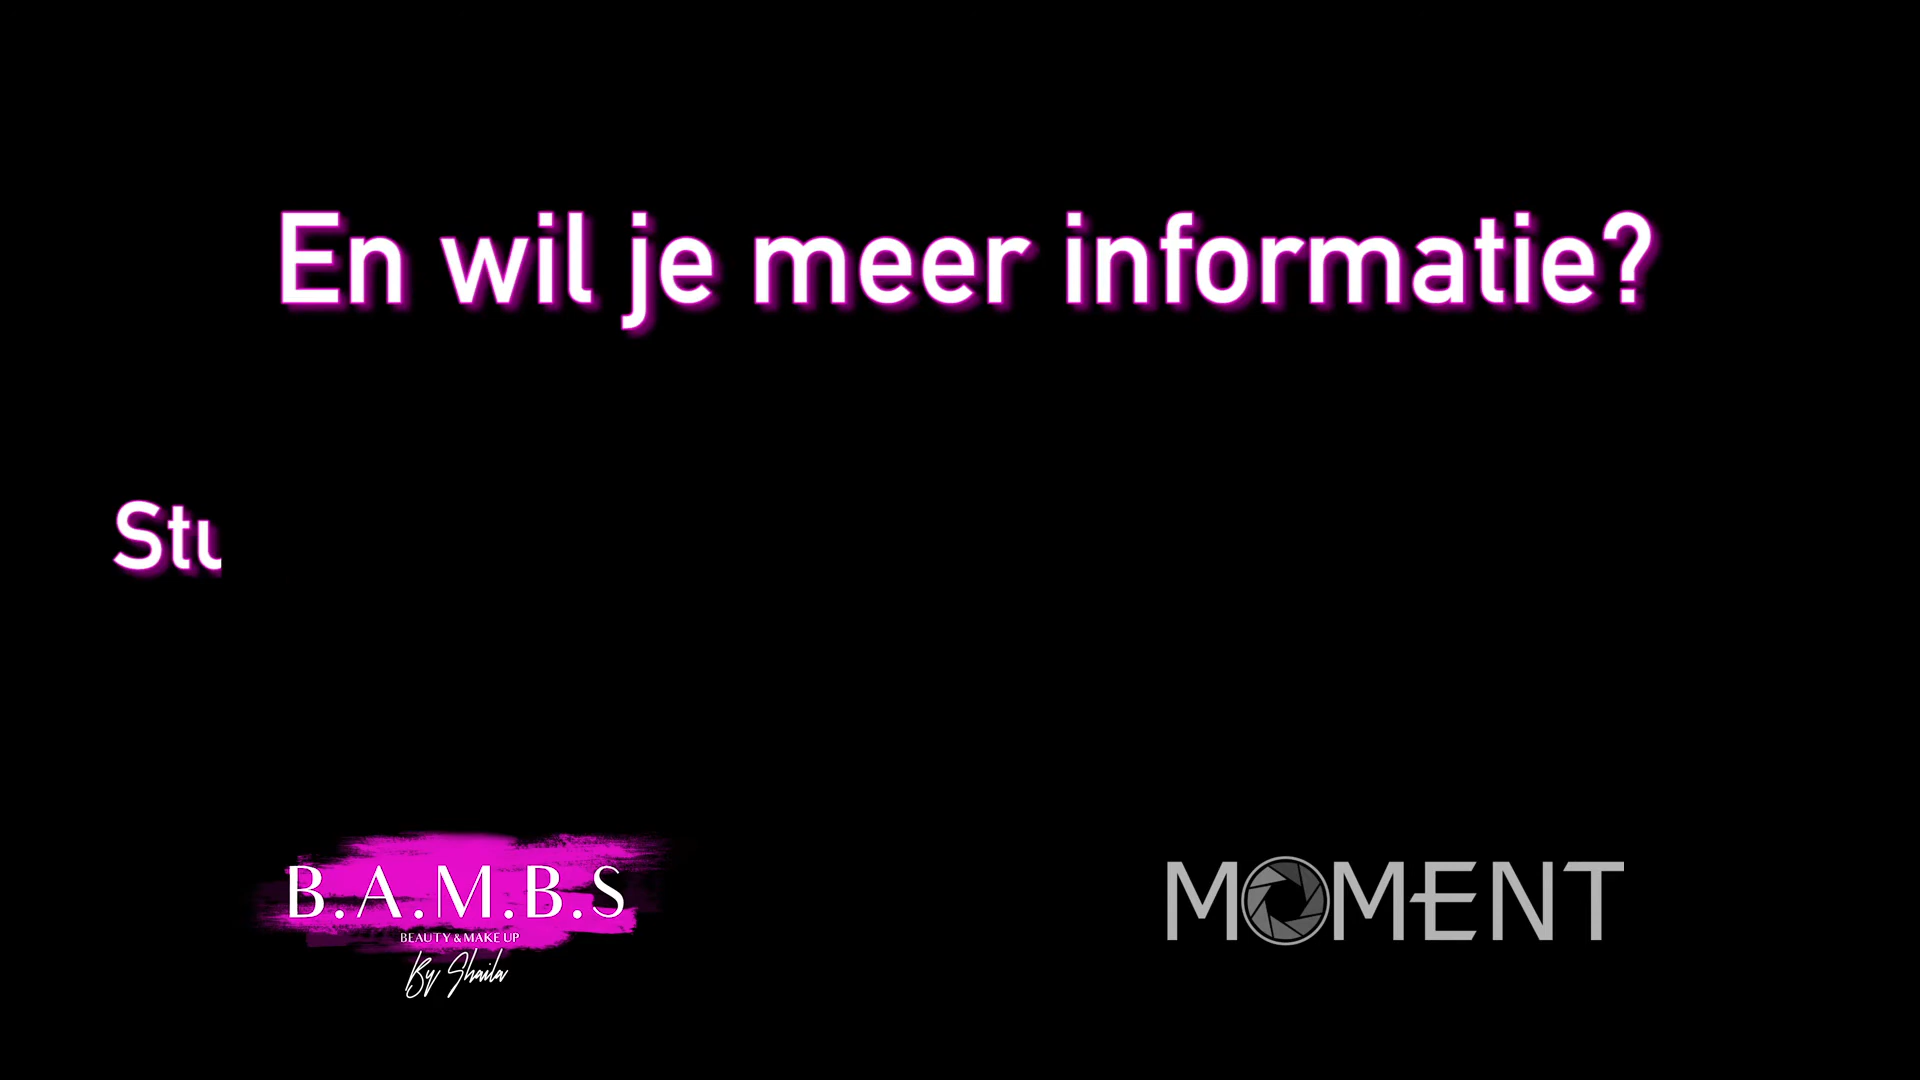 En wil je meer informatie?
Stu
B.A.M.B.S
BEAUTY & MAKE UP
By Shaila
MOMENT